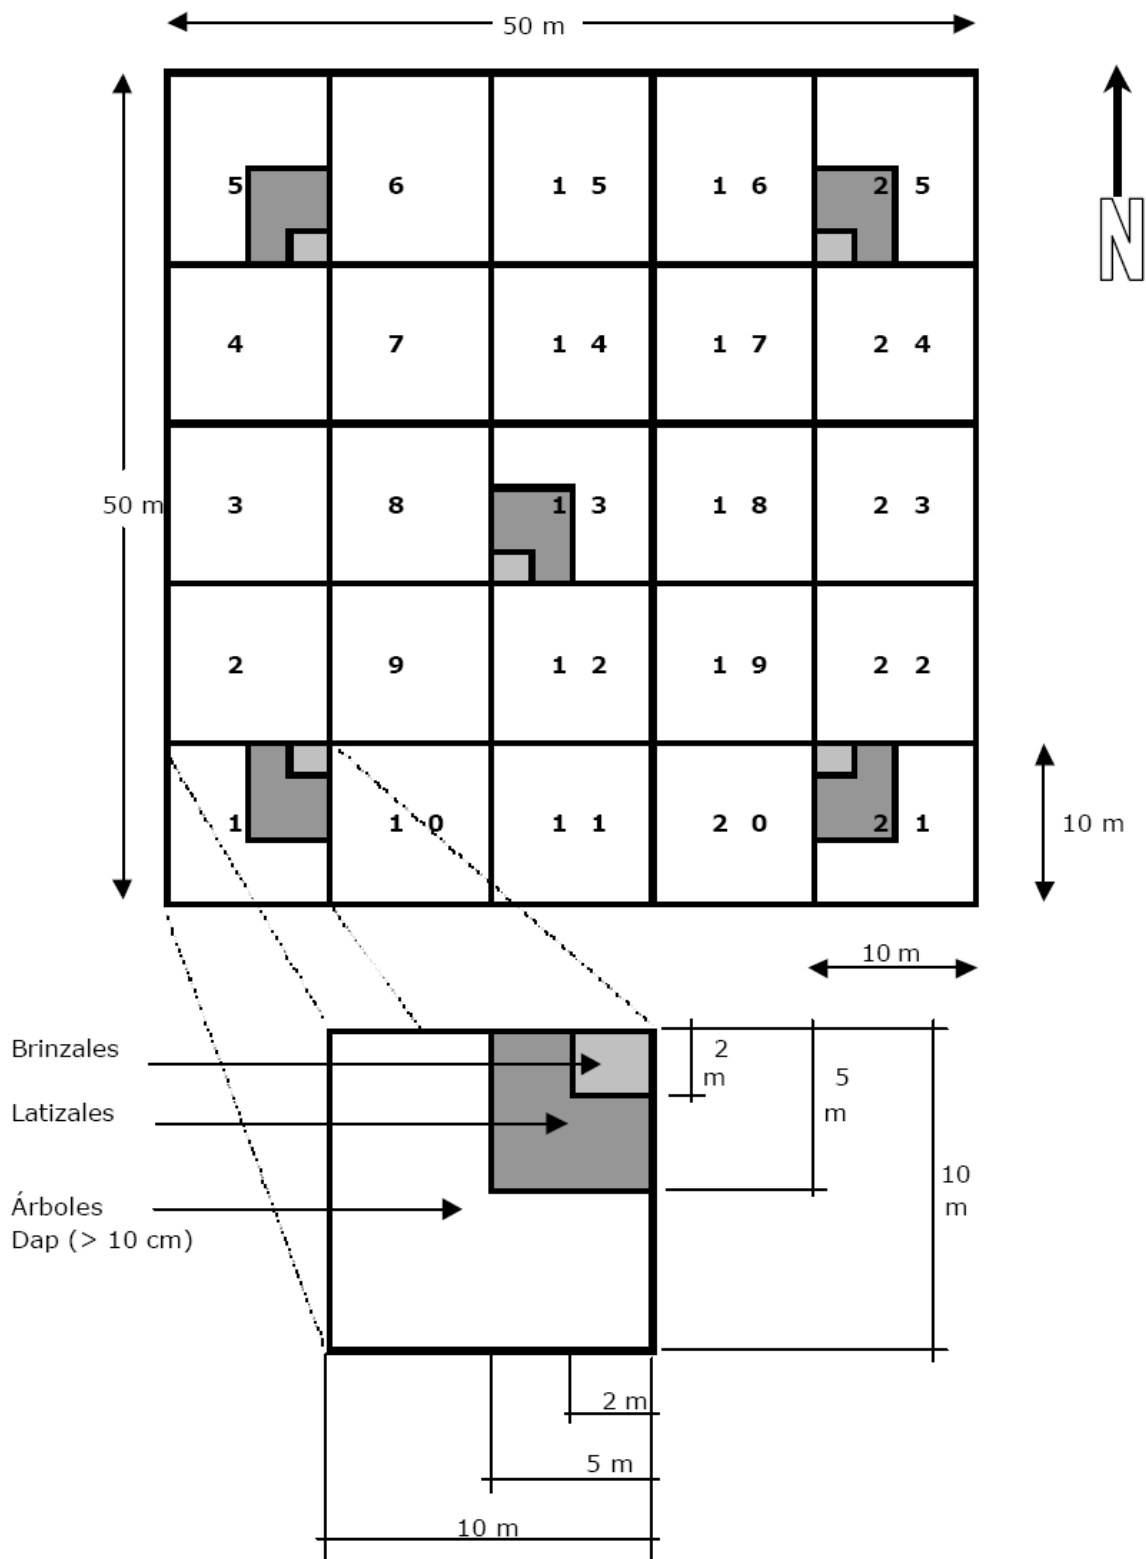 50 m
N
5 6 1 5 1 6 2 5
4 7 1 4 1 7 2 4
50 m
3 8 1 3 1 8 2 3
2 9 1 2 1 9 2 2
1 1 0 1 1 2 0 2 1
10 m
10 m
Brinzales
Latizales
Árboles
Dap (> 10 cm)
2
m
5
m
10
m
2 m
5 m
10 m